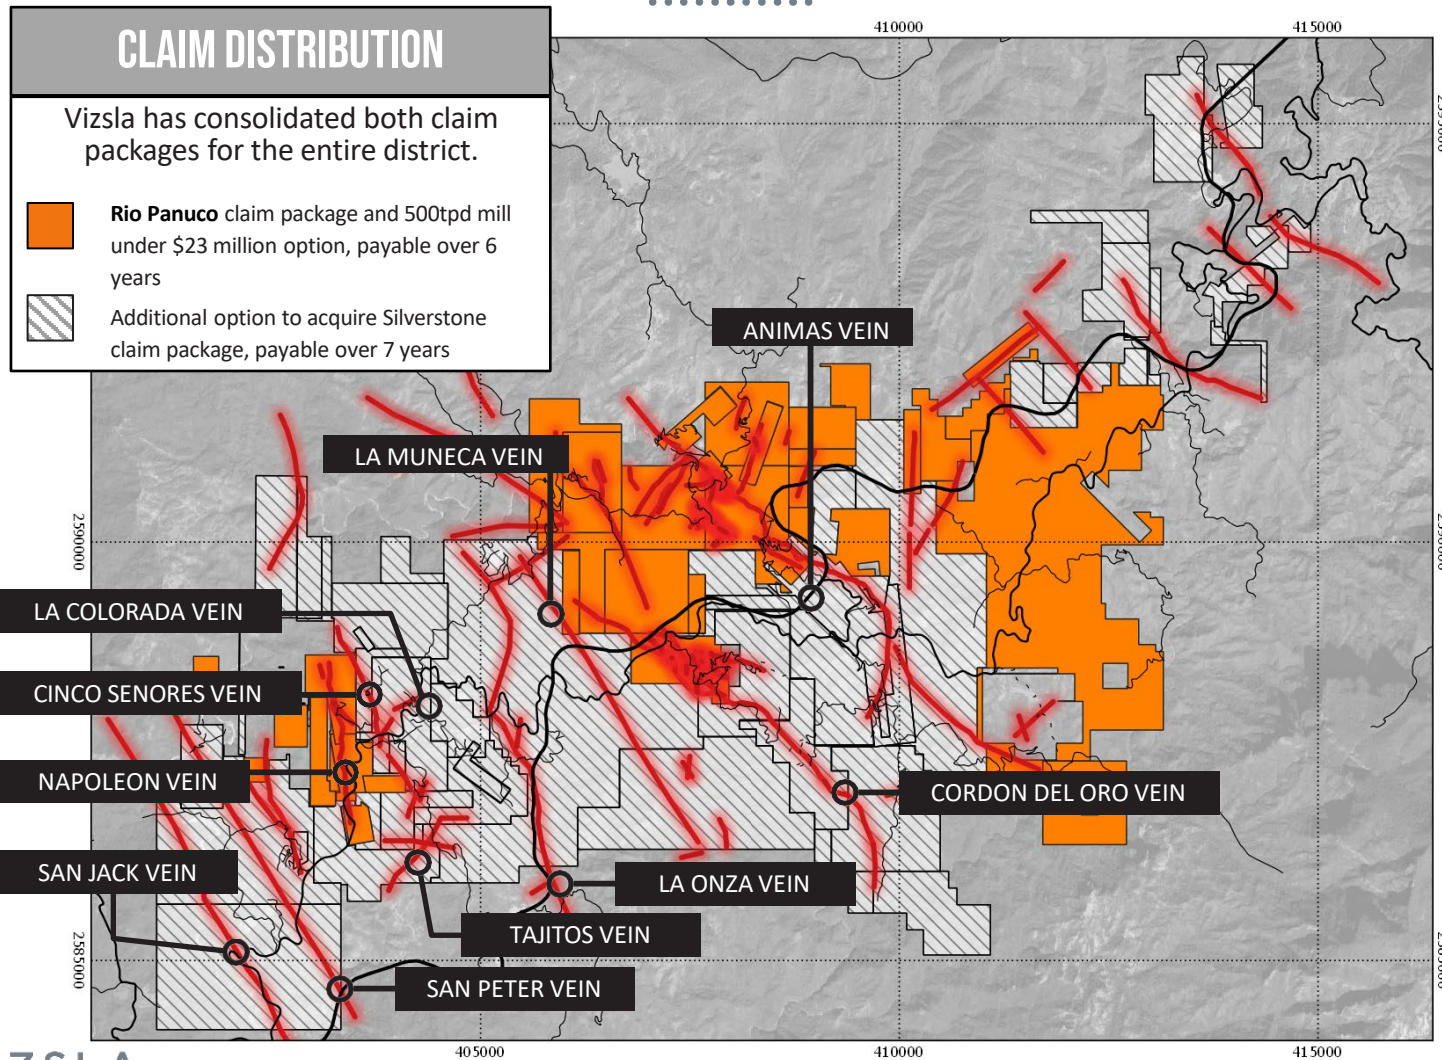 410000
415000
CLAIM DISTRIBUTION
Vizsla has consolidated both claim
packages for the entire district.
Rio Panuco claim package and 500tpd mill
under $23 million option, payable over 6
years
Additional option to acquire Silverstone
claim package, payable over 7 years
ANIMAS VEIN
LA MUNECA VEIN
2590000
LA COLORADA VEIN
CINCO SENORES VEIN
NAPOLEON VEIN
CORDON DEL ORO VEIN
SAN JACK VEIN
LA ONZA VEIN
TAJITOS VEIN
2585000
SAN PETER VEIN
405000
410000
415000